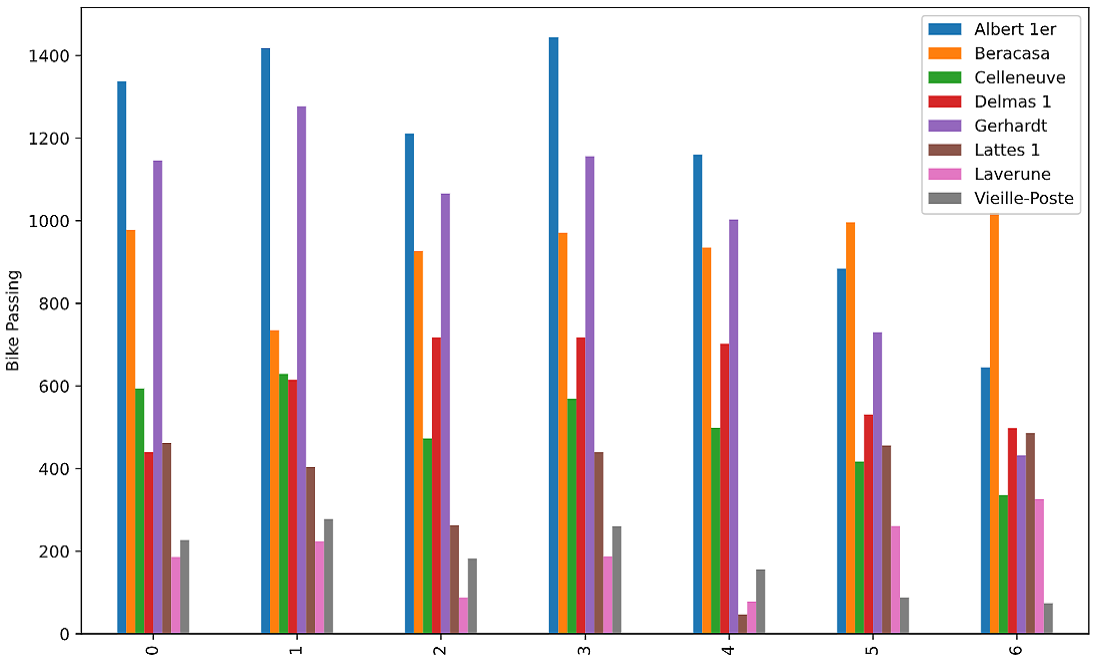 1400
1200
1000
800
600
400
200
0
Bike Passing
0
1
2
3
4
5
6
Albert 1er
Beracasa
Celleneuve
Delmas 1
Gerhardt
Lattes 1
Laverune
Vieille-Poste